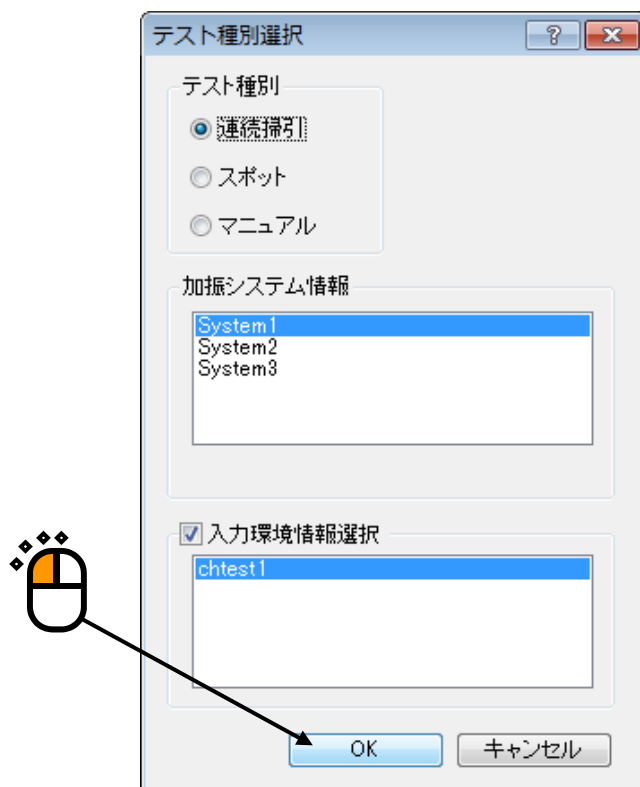 テスト種別選択
テスト種別
連続掃引
スポット
マニュアル
加振システム情報
System1
System2
System3
入力環境情報選択
chtest1
OK キャンセル